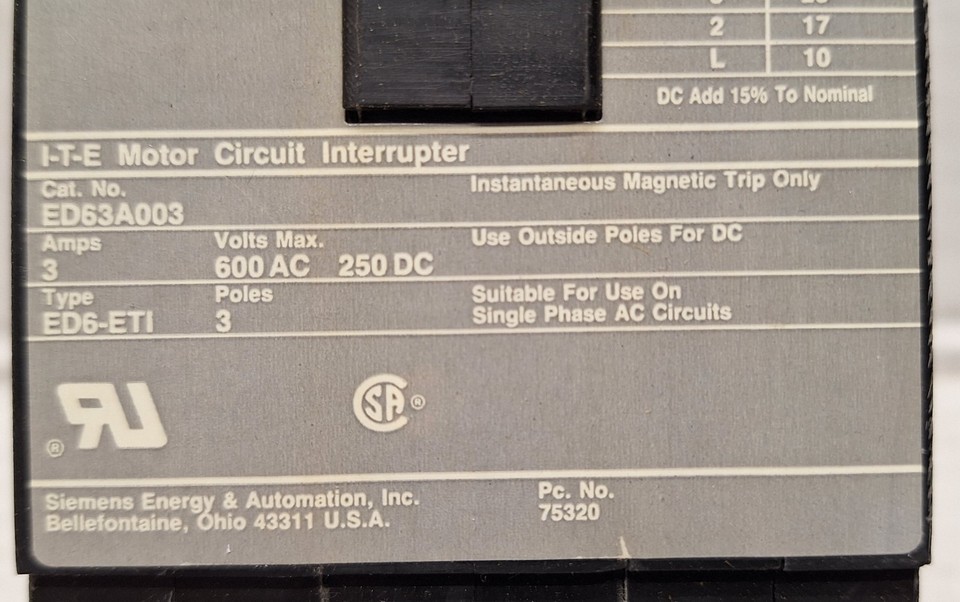 2 17
L 10
DC Add 15% To Nominal
I-T-E Motor Circuit Interrupter
Cat. No.
ED63A003
Instantaneous Magnetic Trip Only
Amps
3
Volts Max.
600 AC 250 DC
Use Outside Poles For DC
Type
ED6-ETI
Poles
3
Suitable For Use On
Single Phase AC Circuits
®
SA ®
Siemens Energy & Automation, Inc.
Bellefontaine, Ohio 43311 U.S.A.
Pc. No.
75320